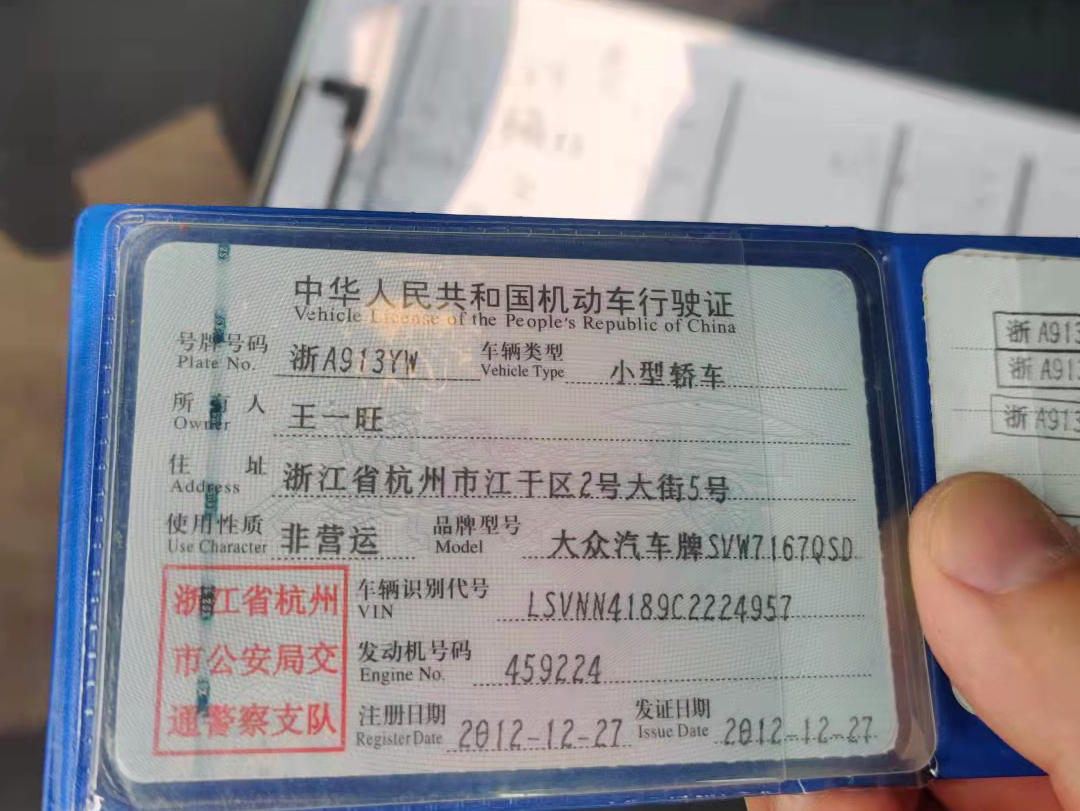 中华人民共和国机动车行驶证
Vehicle License of the People's Republic of China
号牌号码 浙A913YW 车辆类型 小型轿车
Plate No. Vehicle Type
所有人 王一旺
Owner
住址 浙江省杭州市江干区2号大街5号
Address
使用性质 非营运 品牌型号 大众汽车牌SVW7167QSD
Use Character Model
浙江省杭州
市公安局交
通警察支队
车辆识别代号 LSVNN4189C2224957
VIN
发动机号码 459224
Engine No.
注册日期 2012-12-27 发证日期 2012-12-27
Register Date Issue Date
浙A913
浙A913
浙A913